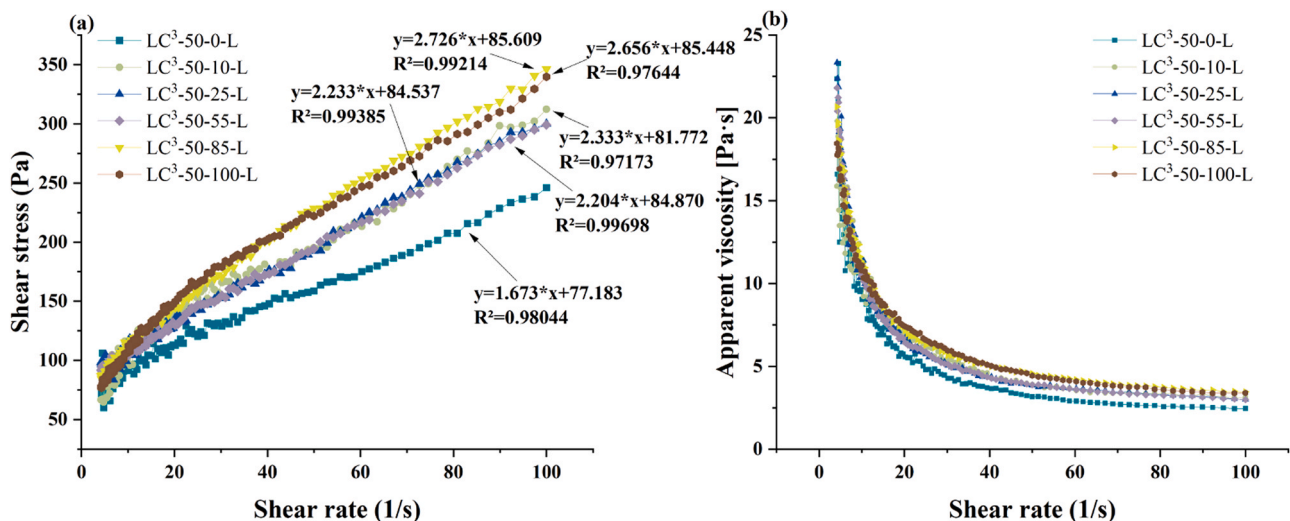 (a)
LC³-50-0-L
LC³-50-10-L
LC³-50-25-L
LC³-50-55-L
LC³-50-85-L
LC³-50-100-L
y=2.726*x+85.609
R²=0.99214
y=2.656*x+85.448
R²=0.97644
y=2.233*x+84.537
R²=0.99385
y=2.333*x+81.772
R²=0.97173
y=2.204*x+84.870
R²=0.99698
y=1.673*x+77.183
R²=0.98044
Shear stress (Pa)
350
300
250
200
150
100
50
0
20
40
60
80
100
Shear rate (1/s)
(b)
LC³-50-0-L
LC³-50-10-L
LC³-50-25-L
LC³-50-55-L
LC³-50-85-L
LC³-50-100-L
Apparent viscosity [Pa·s]
25
20
15
10
5
0
0
20
40
60
80
100
Shear rate (1/s)